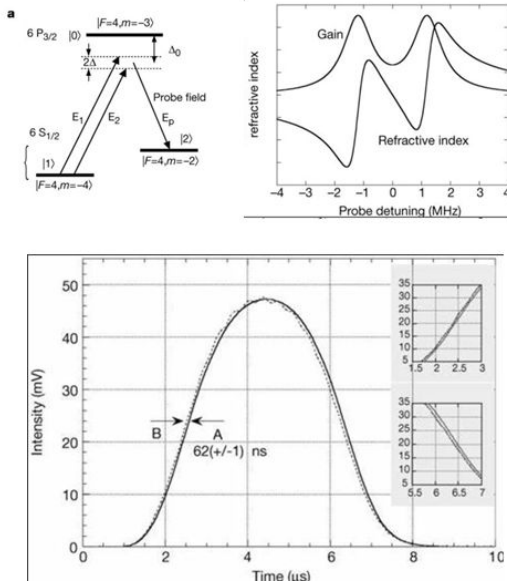 a
|F=4,m=−3⟩
6 P3/2
|0⟩
Δ0
2Δ
Probe field
E1
E2
Ep
6 S1/2
|2⟩
|1⟩
|F=4,m=−2⟩
|F=4,m=−4⟩
refractive index
Gain
Refractive index
−4 −3 −2 −1 0 1 2 3 4
Probe detuning (MHz)
Intensity (mV)
50
40
30
20
10
0
0 2 4 6 8 10
Time (μs)
B A
62(+/-1) ns
35
30
25
20
15
10
5
1.5 2 2.5 3
35
30
25
20
15
10
5
5.5 6 6.5 7